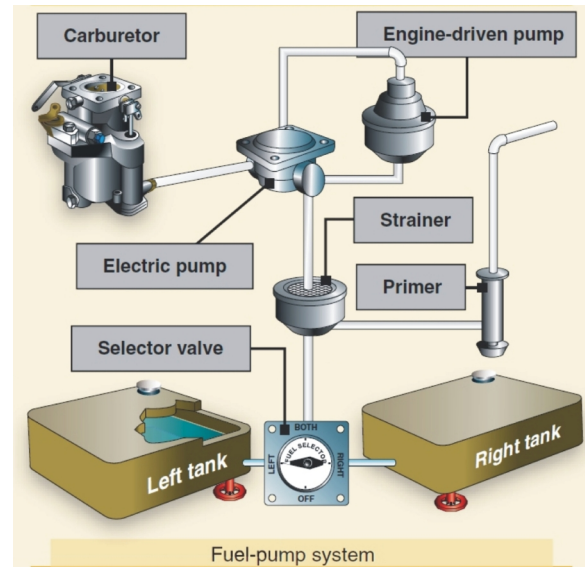 Carburetor
Engine-driven pump
Strainer
Electric pump
Primer
Selector valve
BOTH
FUEL SELECTOR
LEFT
RIGHT
OFF
Left tank
Right tank
Fuel-pump system